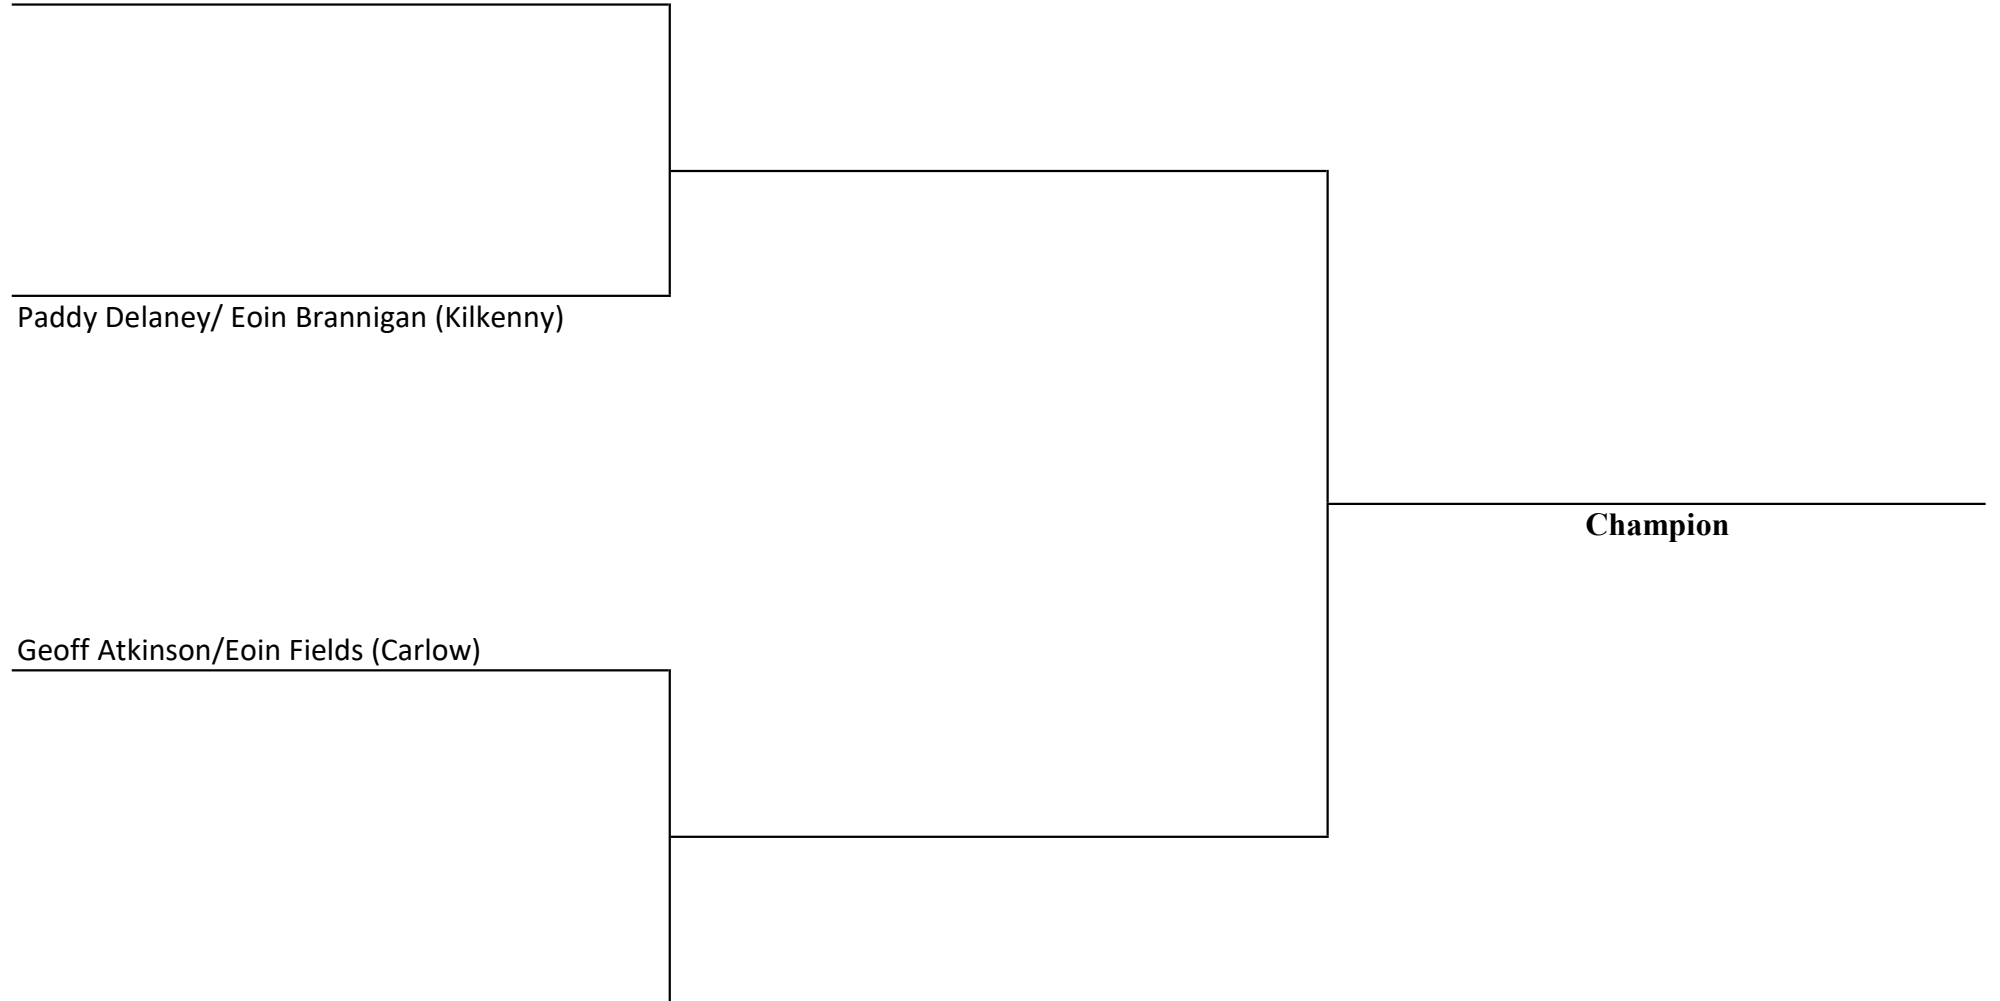 Paddy Delaney/ Eoin Brannigan (Kilkenny)
Champion
Geoff Atkinson/Eoin Fields (Carlow)